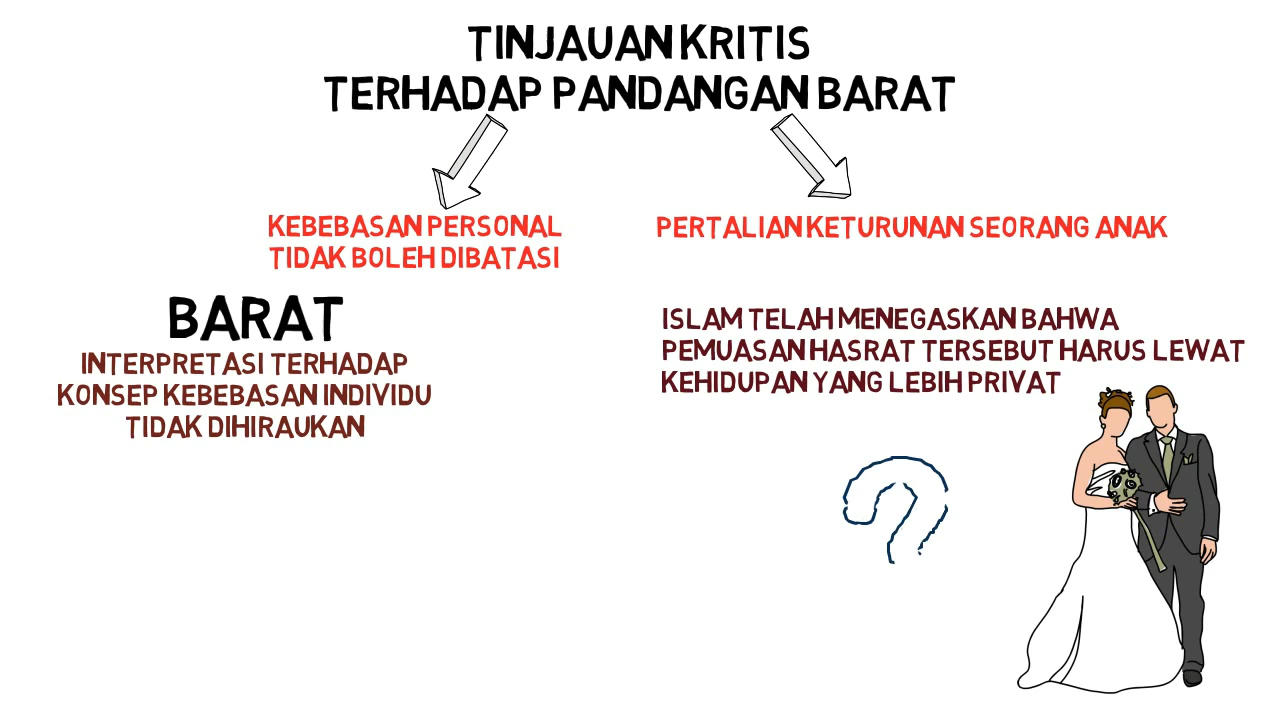 TINJAUAN KRITIS
TERHADAP PANDANGAN BARAT
KEBEBASAN PERSONAL
TIDAK BOLEH DIBATASI
BARAT
INTERPRETASI TERHADAP
KONSEP KEBEBASAN INDIVIDU
TIDAK DIHIRAUKAN
PERTALIAN KETURUNAN SEORANG ANAK
ISLAM TELAH MENEGASKAN BAHWA
PEMUASAN HASRAT TERSEBUT HARUS LEWAT
KEHIDUPAN YANG LEBIH PRIVAT